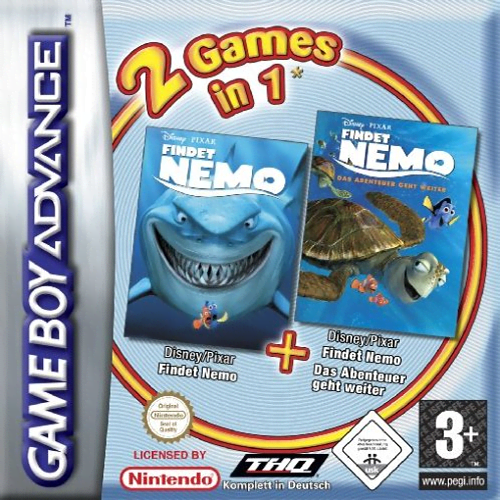 GAME BOY ADVANCE
2 Games
in 1*
Disney • PIXAR
FINDET
NEMO
Disney • PIXAR
FINDET
NEMO
DAS ABENTEUER GEHT WEITER
Disney/Pixar
Findet Nemo
+
Disney/Pixar
Findet Nemo
Das Abenteuer
geht weiter
Original
Nintendo
Seal of
Quality
LICENSED BY
Nintendo
THQ
Komplett in Deutsch
usk
3+
www.pegi.info